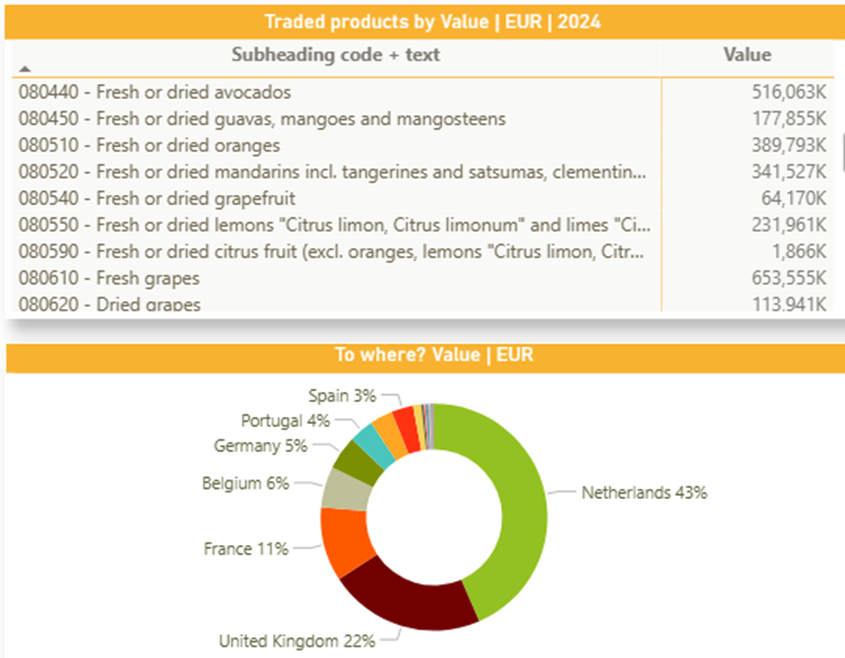 Traded products by Value | EUR | 2024
Subheading code + text Value
080440 - Fresh or dried avocados 516,063K
080450 - Fresh or dried guavas, mangoes and mangosteens 177,855K
080510 - Fresh or dried oranges 389,793K
080520 - Fresh or dried mandarins incl. tangerines and satsumas, clementin... 341,527K
080540 - Fresh or dried grapefruit 64,170K
080550 - Fresh or dried lemons "Citrus limon, Citrus limonum" and limes "Ci... 231,961K
080590 - Fresh or dried citrus fruit (excl. oranges, lemons "Citrus limon, Citr... 1,866K
080610 - Fresh grapes 653,555K
080620 - Dried grapes 113,941K
To where? Value | EUR
Spain 3%
Portugal 4%
Germany 5%
Belgium 6%
Netherlands 43%
France 11%
United Kingdom 22%